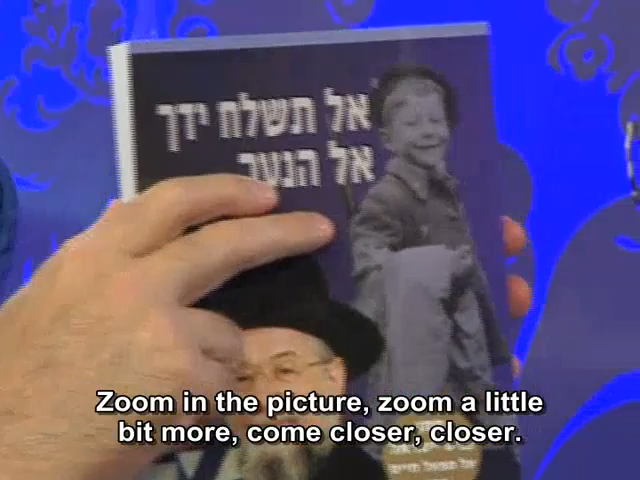 אל תשלח ידך
אל הנער
Zoom in the picture, zoom a little
bit more, come closer, closer.